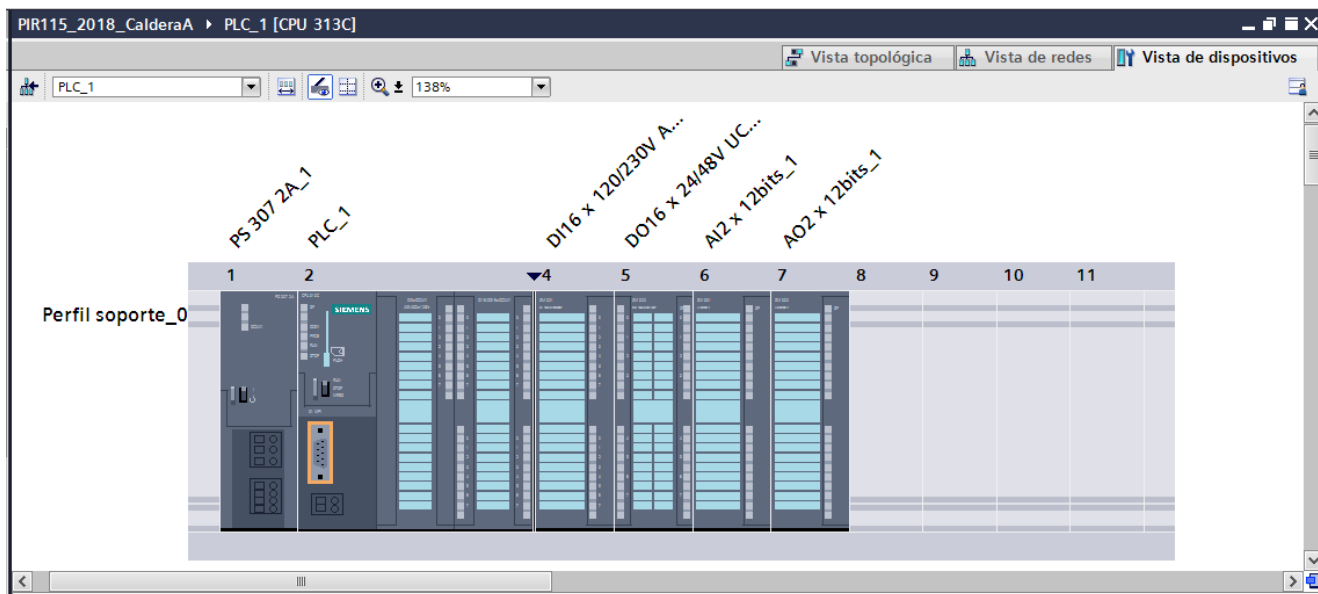 PIR115_2018_CalderaA ▸ PLC_1 [CPU 313C]
Vista topológica
Vista de redes
Vista de dispositivos
PLC_1
138%
PS 307 2A_1
PLC_1
DI16 x 120/230V A...
DO16 x 24/48V UC...
AI2 x 12bits_1
AO2 x 12bits_1
1 2 4 5 6 7 8 9 10 11
Perfil soporte_0
SIEMENS